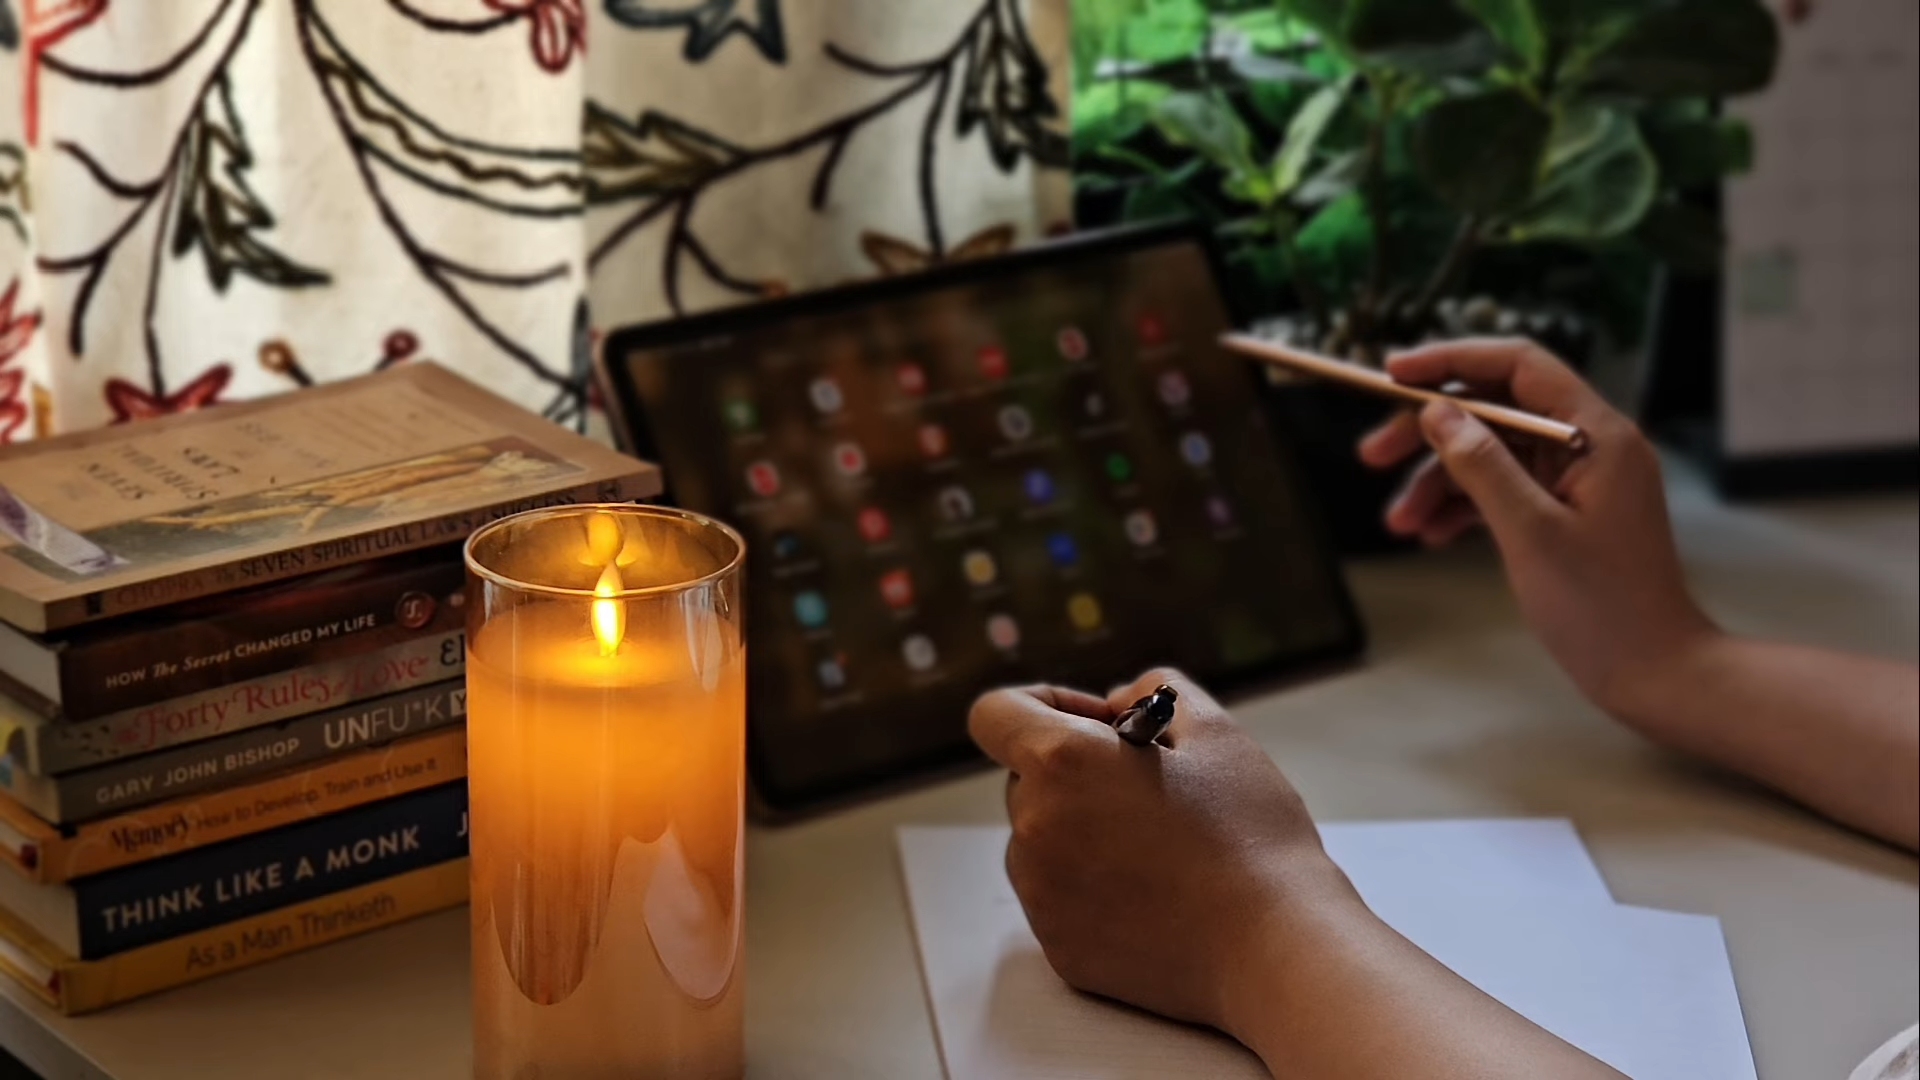 SEVEN
SPIRITUAL
LAWS
CHOPRA The SEVEN SPIRITUAL LAWS of SUCCESS
HOW The Secret CHANGED MY LIFE
Forty Rules of Love
GARY JOHN BISHOP UNFU*K Y
Memory How to Develop, Train and Use it
THINK LIKE A MONK J
As a Man Thinketh